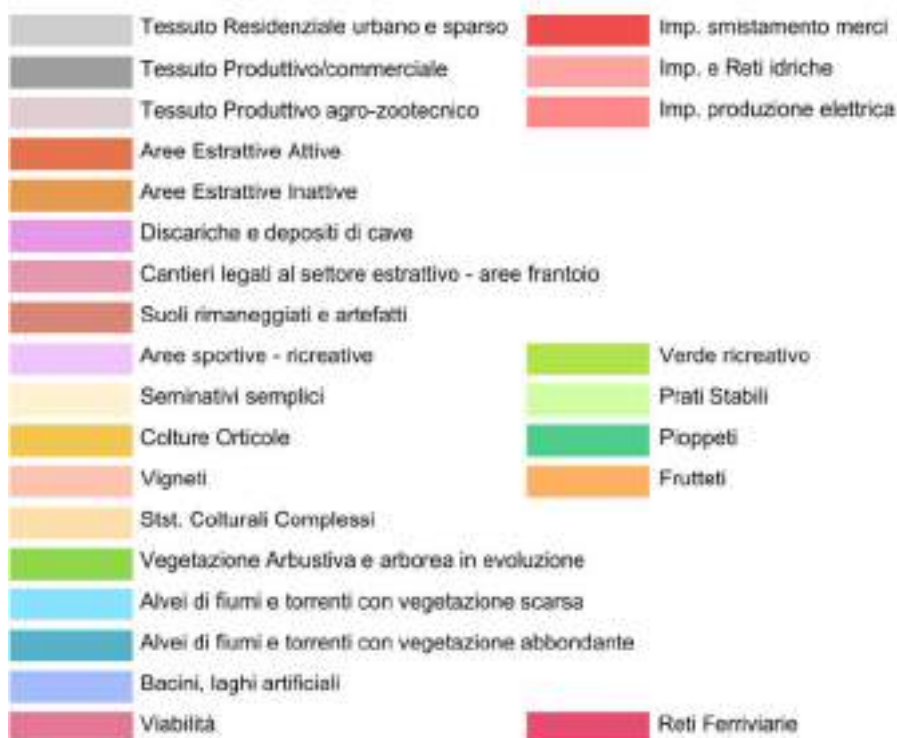 Tessuto Residenziale urbano e sparso
Imp. smistamento merci
Tessuto Produttivo/commerciale
Imp. e Reti idriche
Tessuto Produttivo agro-zootecnico
Imp. produzione elettrica
Aree Estrattive Attive
Aree Estrattive Inattive
Discariche e depositi di cave
Cantieri legati al settore estrattivo - aree frantoio
Suoli rimaneggiati e artefatti
Aree sportive - ricreative
Verde ricreativo
Seminativi semplici
Prati Stabili
Colture Orticole
Pioppeti
Vigneti
Frutteti
Stst. Colturali Complessi
Vegetazione Arbustiva e arborea in evoluzione
Alvei di fiumi e torrenti con vegetazione scarsa
Alvei di fiumi e torrenti con vegetazione abbondante
Bacini, laghi artificiali
Viabilità
Reti Ferriviarie